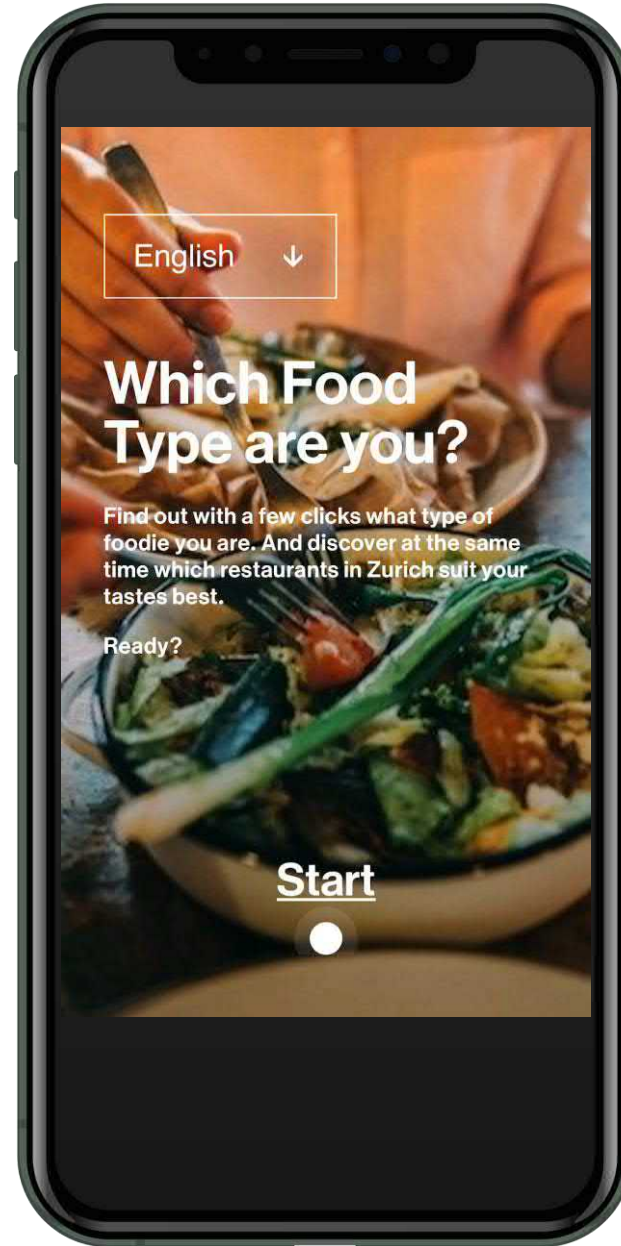 English
Which Food
Type are you?
Find out with a few clicks what type of
foodie you are. And discover at the same
time which restaurants in Zurich suit your
tastes best.
Ready?
Start